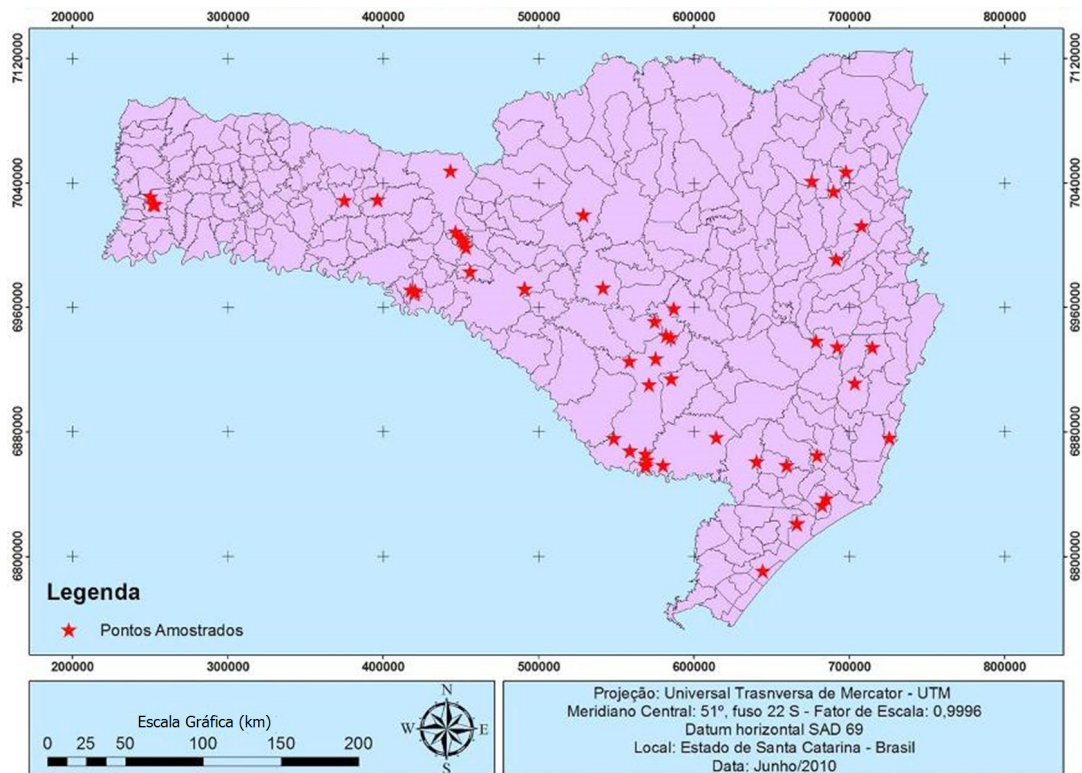 200000 300000 400000 500000 600000 700000 800000
7120000 7120000
7040000 7040000
6960000 6960000
6880000 6880000
6800000 6800000
Legenda
Pontos Amostrados
200000 300000 400000 500000 600000 700000 800000
Escala Gráfica (km)
0 25 50 100 150 200
N
W E
S
Projeção: Universal Trasnversa de Mercator - UTM
Meridiano Central: 51º, fuso 22 S - Fator de Escala: 0,9996
Datum horizontal SAD 69
Local: Estado de Santa Catarina - Brasil
Data: Junho/2010